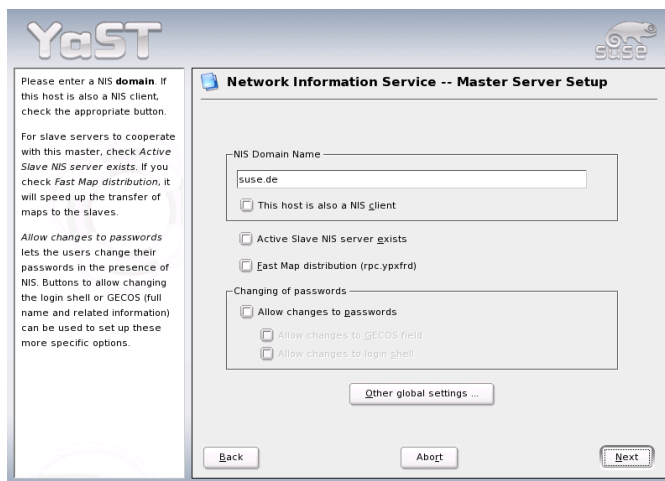 YaST
SUSE
Please enter a NIS domain. If
this host is also a NIS client,
check the appropriate button.
For slave servers to cooperate
with this master, check Active
Slave NIS server exists. If you
check Fast Map distribution, it
will speed up the transfer of
maps to the slaves.
Allow changes to passwords
lets the users change their
passwords in the presence of
NIS. Buttons to allow changing
the login shell or GECOS (full
name and related information)
can be used to set up these
more specific options.
Network Information Service -- Master Server Setup
NIS Domain Name
suse.de
This host is also a NIS client
Active Slave NIS server exists
Fast Map distribution (rpc.ypxfrd)
Changing of passwords
Allow changes to passwords
Allow changes to GECOS field
Allow changes to login shell
Other global settings ...
Back
Abort
Next